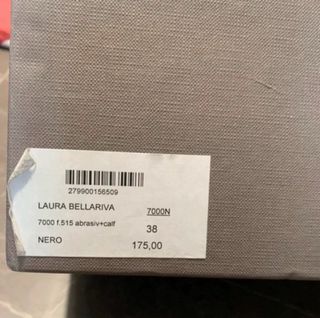 279900156509
LAURA BELLARIVA 7000N
7000 f.515 abrasiv+calf 38
NERO 175,00